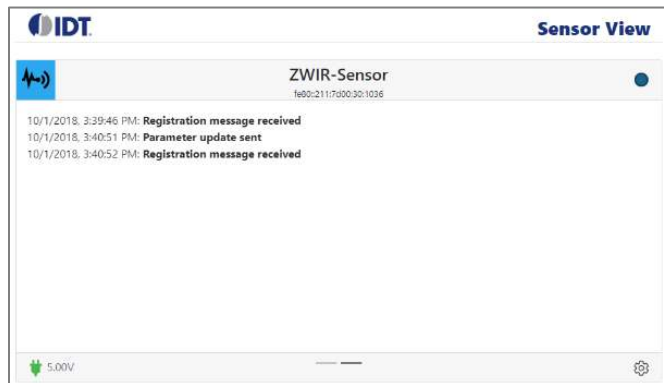 IDT.
Sensor View
ZWIR-Sensor
fe80::211:7d00:30:1036
10/1/2018, 3:39:46 PM: Registration message received
10/1/2018, 3:40:51 PM: Parameter update sent
10/1/2018, 3:40:52 PM: Registration message received
5.00V